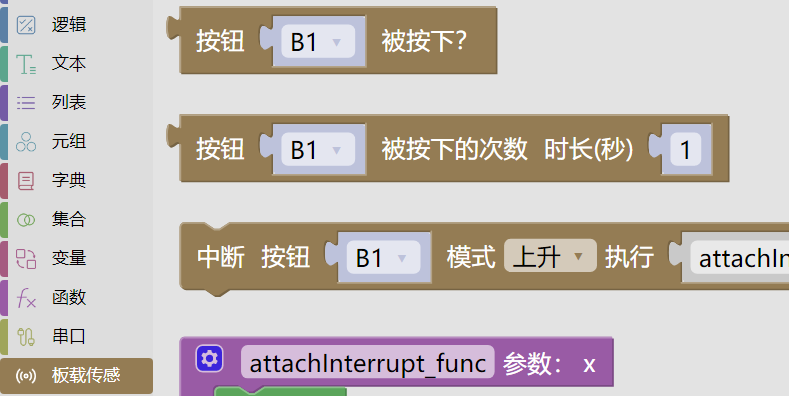 逻辑
文本
列表
元组
字典
集合
变量
函数
串口
板载传感
按钮 B1 被按下？
按钮 B1 被按下的次数 时长(秒) 1
中断 按钮 B1 模式 上升 执行 attachIn
attachInterrupt_func 参数： x